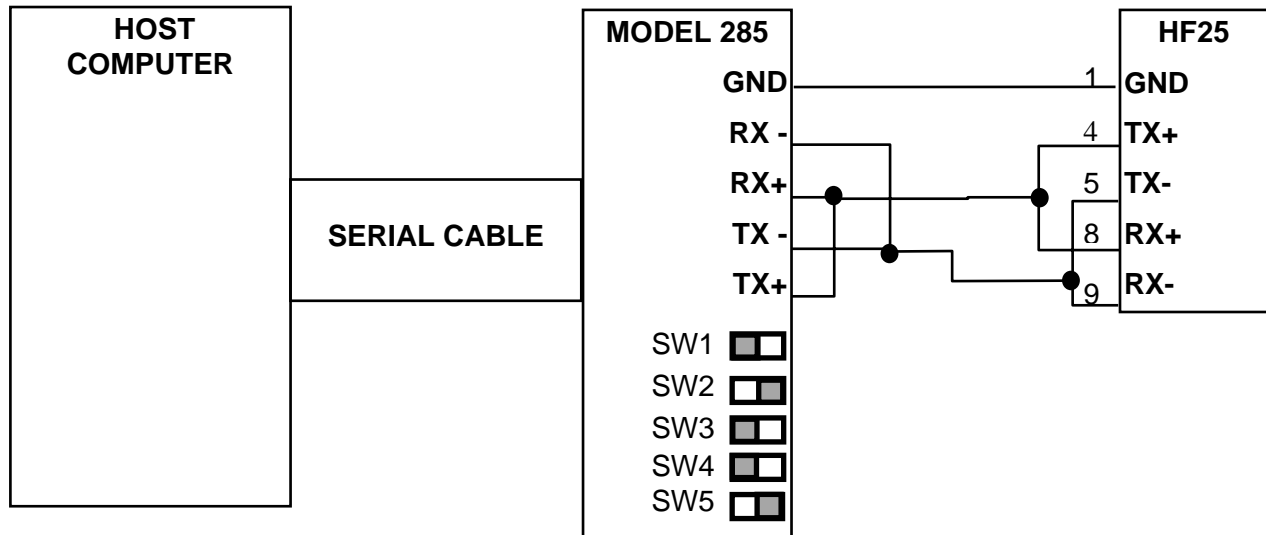 HOST
COMPUTER
SERIAL CABLE
MODEL 285
GND
RX -
RX+
TX -
TX+
SW1
SW2
SW3
SW4
SW5
HF25
1 GND
4 TX+
5 TX-
8 RX+
9 RX-